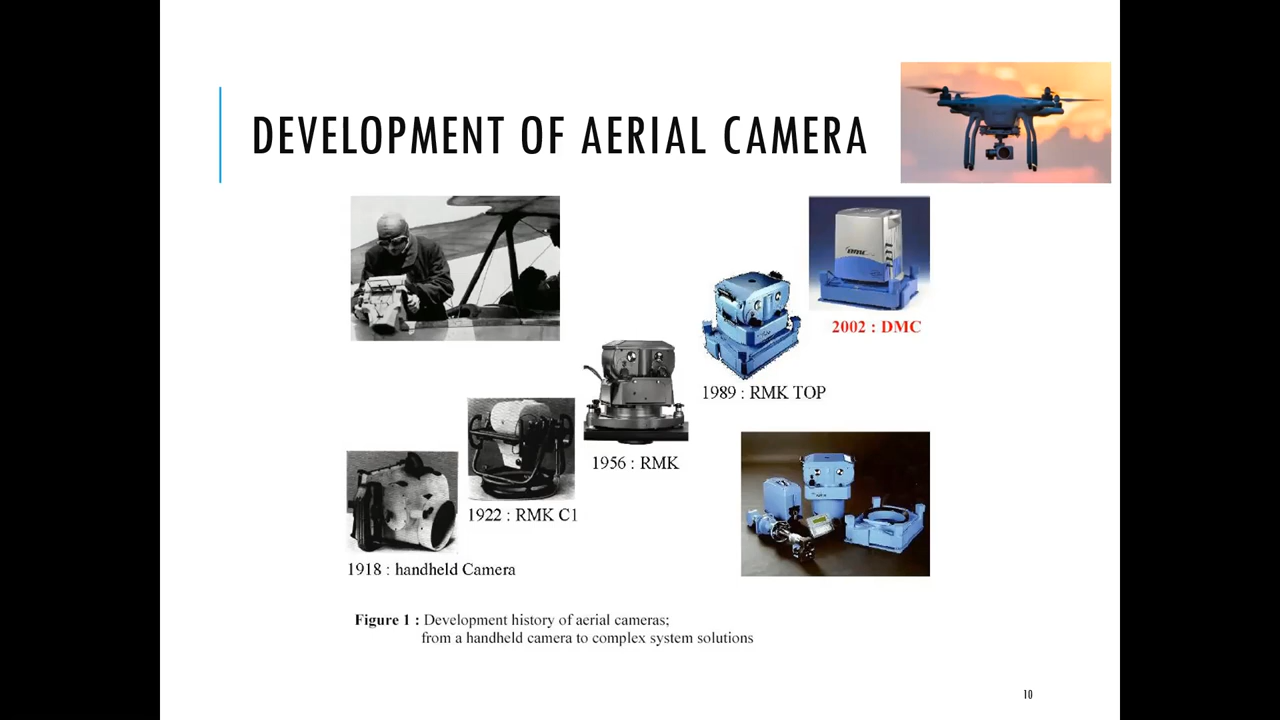 DEVELOPMENT OF AERIAL CAMERA
dmc
2002 : DMC
1989 : RMK TOP
1956 : RMK
1922 : RMK C1
1918 : handheld Camera
Figure 1 : Development history of aerial cameras;
from a handheld camera to complex system solutions
10